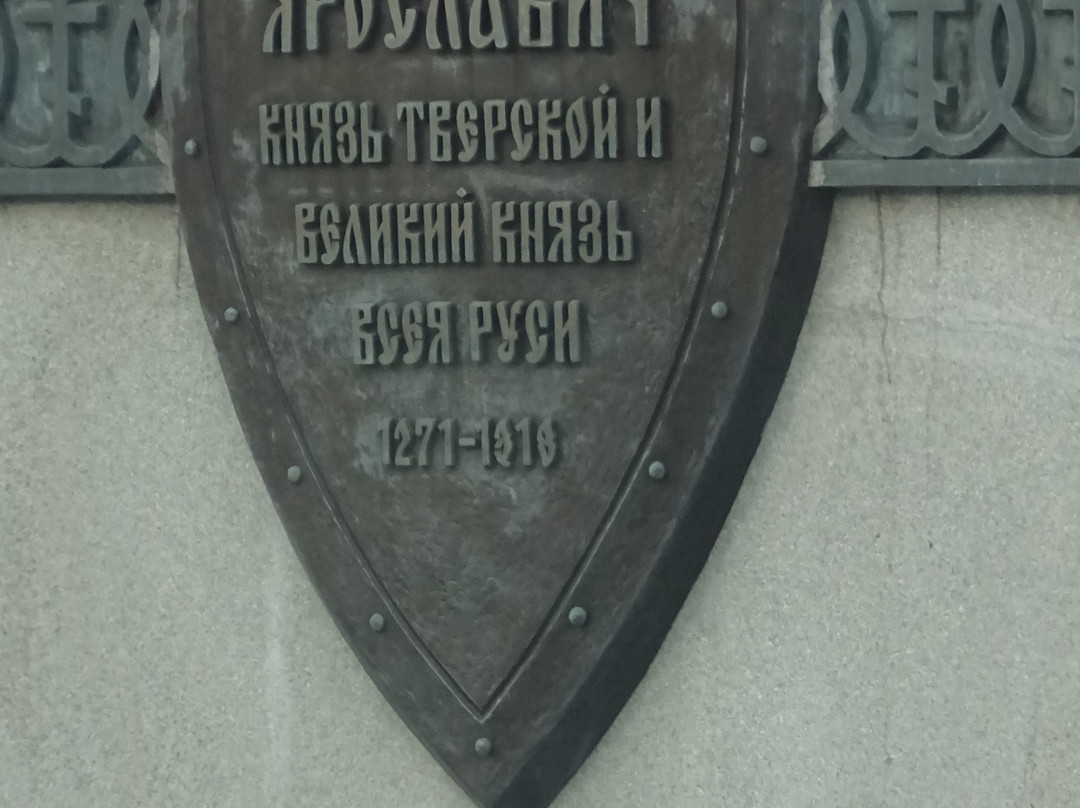 ЯРОСЛАВИЧ
КНЯЗЬ ТВЕРСКОЙ И
ВЕЛИКИЙ КНЯЗЬ
ВСЕЯ РУСИ
1271-1318